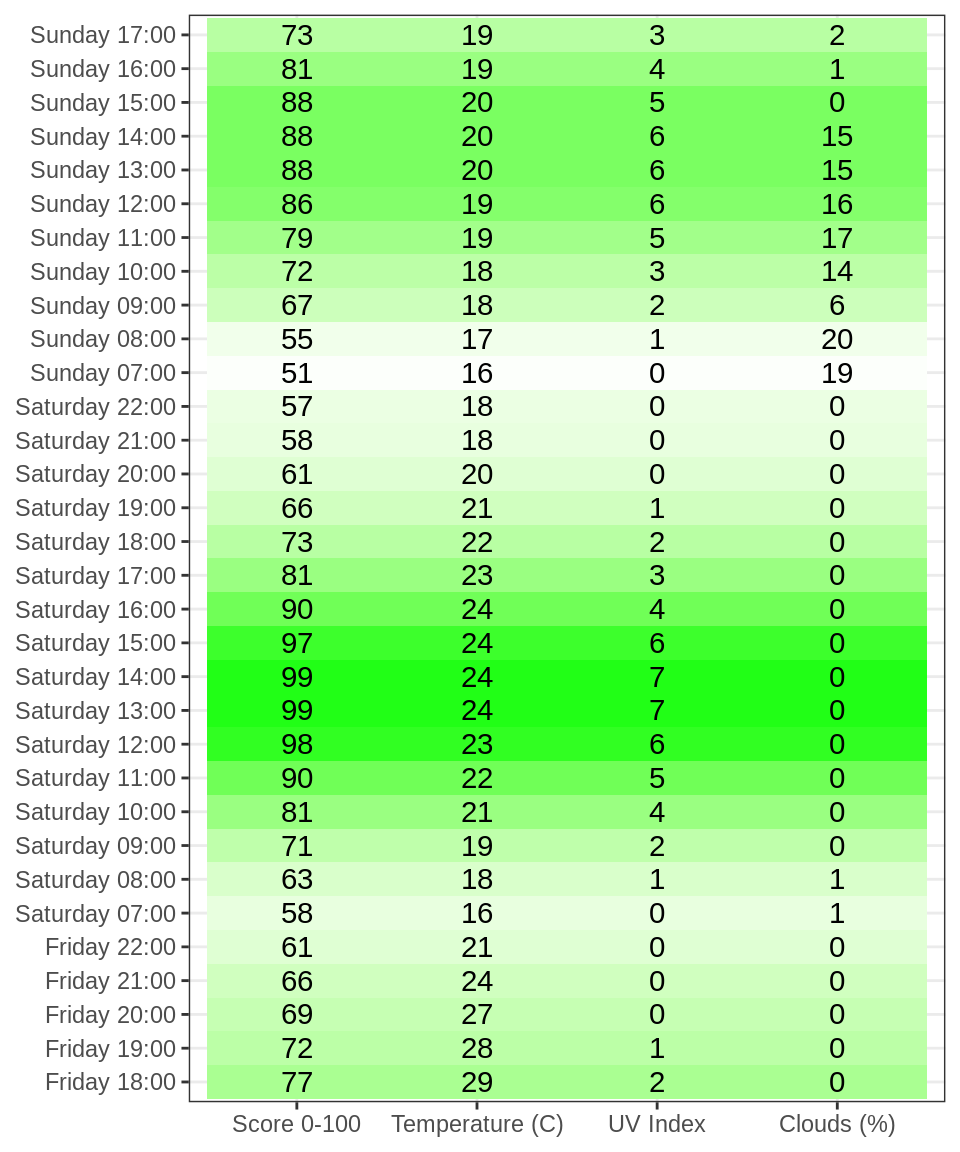 Sunday 17:00 73 19 3 2
Sunday 16:00 81 19 4 1
Sunday 15:00 88 20 5 0
Sunday 14:00 88 20 6 15
Sunday 13:00 88 20 6 15
Sunday 12:00 86 19 6 16
Sunday 11:00 79 19 5 17
Sunday 10:00 72 18 3 14
Sunday 09:00 67 18 2 6
Sunday 08:00 55 17 1 20
Sunday 07:00 51 16 0 19
Saturday 22:00 57 18 0 0
Saturday 21:00 58 18 0 0
Saturday 20:00 61 20 0 0
Saturday 19:00 66 21 1 0
Saturday 18:00 73 22 2 0
Saturday 17:00 81 23 3 0
Saturday 16:00 90 24 4 0
Saturday 15:00 97 24 6 0
Saturday 14:00 99 24 7 0
Saturday 13:00 99 24 7 0
Saturday 12:00 98 23 6 0
Saturday 11:00 90 22 5 0
Saturday 10:00 81 21 4 0
Saturday 09:00 71 19 2 0
Saturday 08:00 63 18 1 1
Saturday 07:00 58 16 0 1
Friday 22:00 61 21 0 0
Friday 21:00 66 24 0 0
Friday 20:00 69 27 0 0
Friday 19:00 72 28 1 0
Friday 18:00 77 29 2 0
Score 0-100 Temperature (C) UV Index Clouds (%)